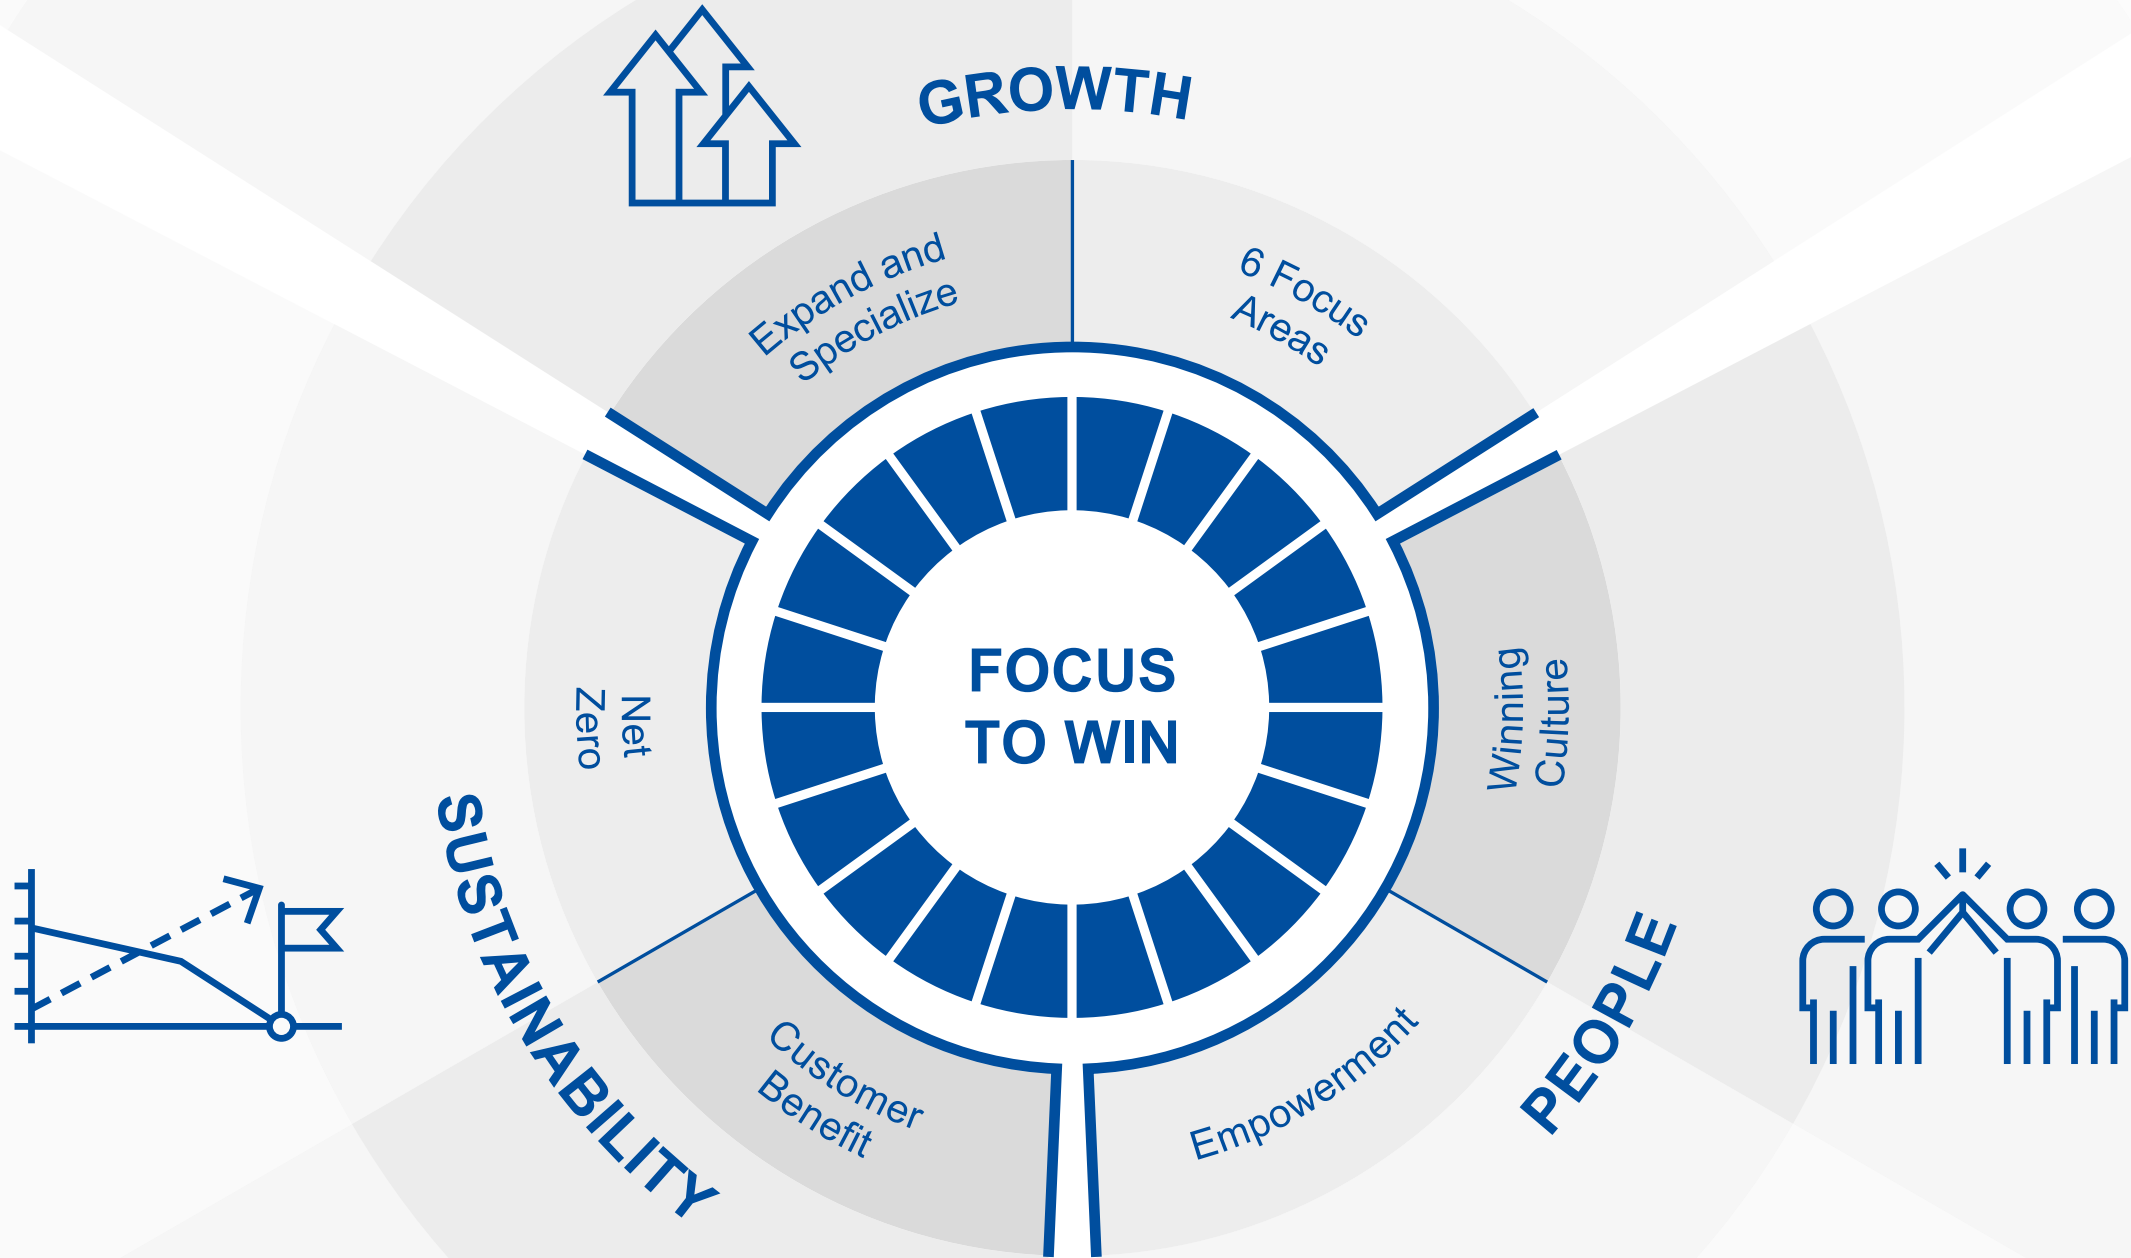 GROWTH
Expand and
Specialize
6 Focus
Areas
FOCUS
TO WIN
Net
Zero
Winning
Culture
SUSTAINABILITY
Customer
Benefit
Empowerment
PEOPLE